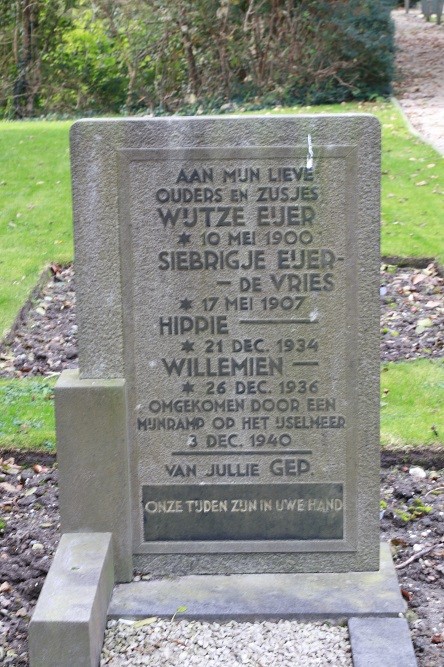 AAN MIJN LIEVE
OUDERS EN ZUSJES
WIJTZE EIJER
* 10 MEI 1900
SIEBRIGJE EIJER-
- DE VRIES
* 17 MEI 1907
HIPPIE —
* 21 DEC. 1934
WILLEMIEN —
* 26 DEC. 1936
OMGEKOMEN DOOR EEN
MIJNRAMP OP HET IJSELMEER
3 DEC. 1940
VAN JULLIE GEP.
ONZE TIJDEN ZIJN IN UWE HAND